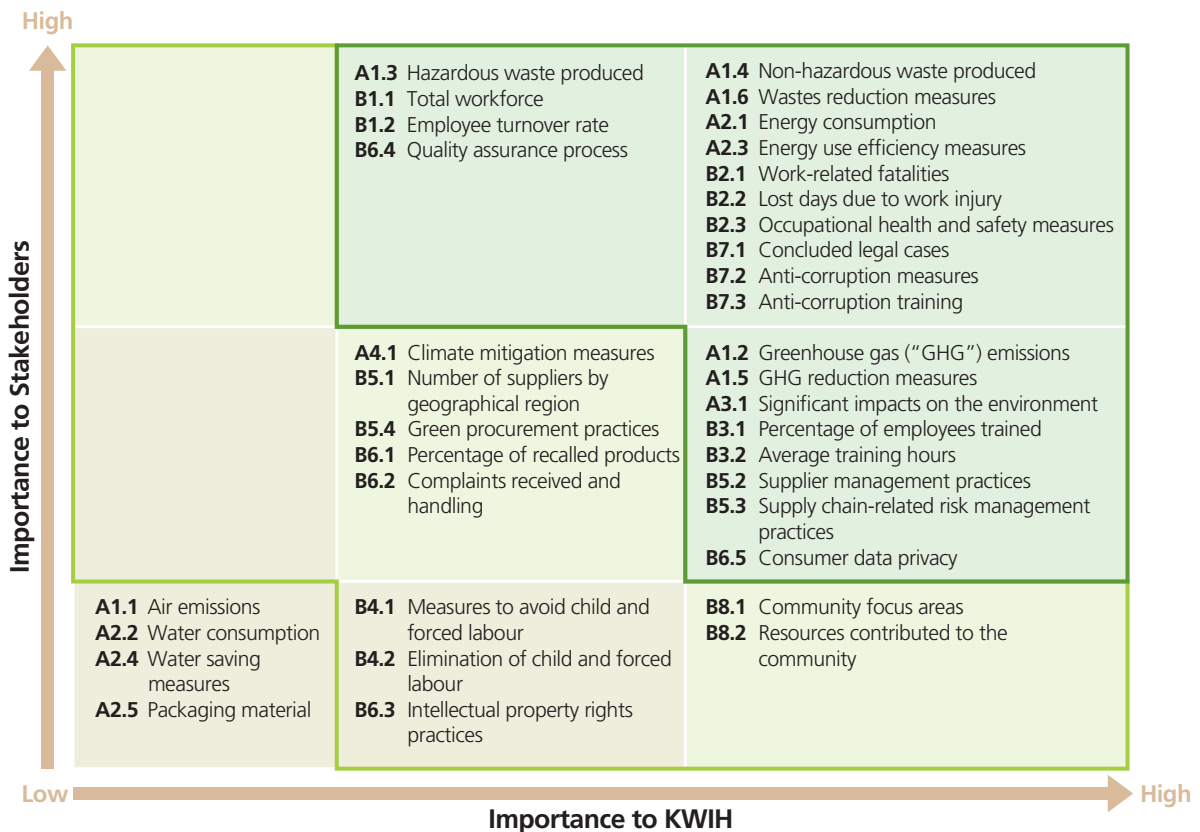 High
Importance to Stakeholders
A1.3 Hazardous waste produced
B1.1 Total workforce
B1.2 Employee turnover rate
B6.4 Quality assurance process
A1.4 Non-hazardous waste produced
A1.6 Wastes reduction measures
A2.1 Energy consumption
A2.3 Energy use efficiency measures
B2.1 Work-related fatalities
B2.2 Lost days due to work injury
B2.3 Occupational health and safety measures
B7.1 Concluded legal cases
B7.2 Anti-corruption measures
B7.3 Anti-corruption training
A4.1 Climate mitigation measures
B5.1 Number of suppliers by
geographical region
B5.4 Green procurement practices
B6.1 Percentage of recalled products
B6.2 Complaints received and
handling
A1.2 Greenhouse gas (“GHG”) emissions
A1.5 GHG reduction measures
A3.1 Significant impacts on the environment
B3.1 Percentage of employees trained
B3.2 Average training hours
B5.2 Supplier management practices
B5.3 Supply chain-related risk management
practices
B6.5 Consumer data privacy
A1.1 Air emissions
A2.2 Water consumption
A2.4 Water saving
measures
A2.5 Packaging material
B4.1 Measures to avoid child and
forced labour
B4.2 Elimination of child and forced
labour
B6.3 Intellectual property rights
practices
B8.1 Community focus areas
B8.2 Resources contributed to the
community
Low
High
Importance to KWIH